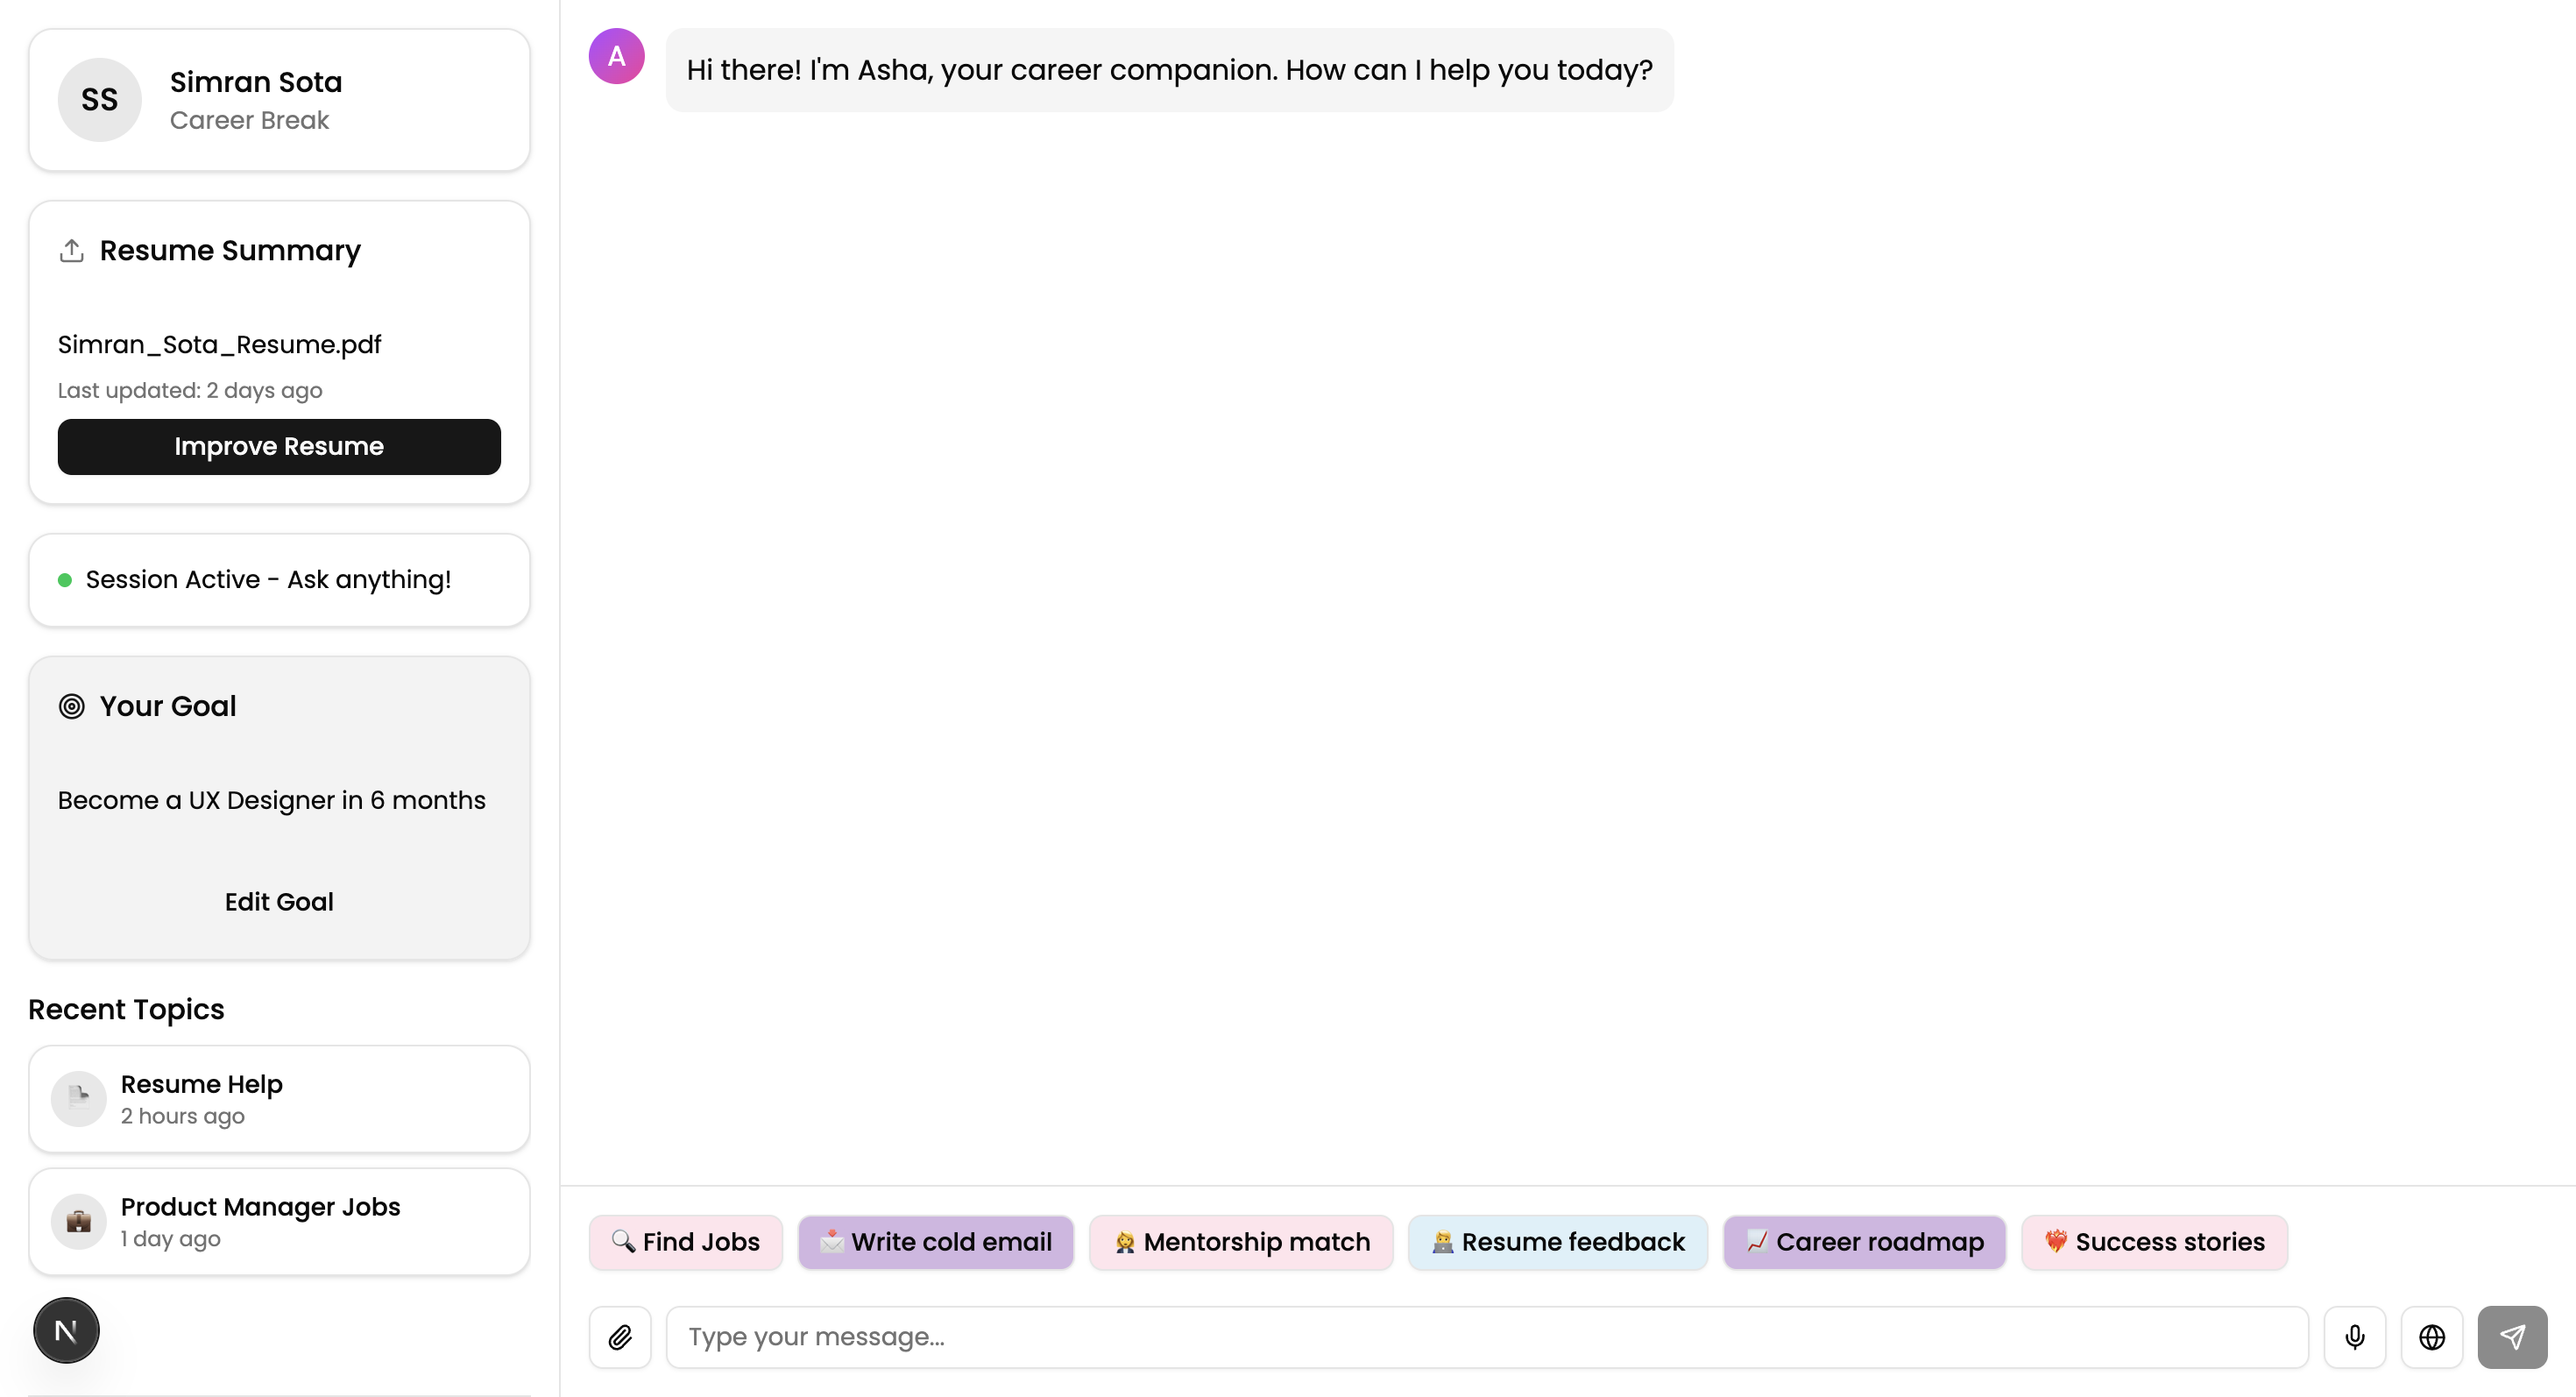 SS
Simran Sota
Career Break
Resume Summary
Simran_Sota_Resume.pdf
Last updated: 2 days ago
Improve Resume
Session Active - Ask anything!
Your Goal
Become a UX Designer in 6 months
Edit Goal
Recent Topics
Resume Help
2 hours ago
Product Manager Jobs
1 day ago
N
A
Hi there! I'm Asha, your career companion. How can I help you today?
Find Jobs
Write cold email
Mentorship match
Resume feedback
Career roadmap
Success stories
Type your message...